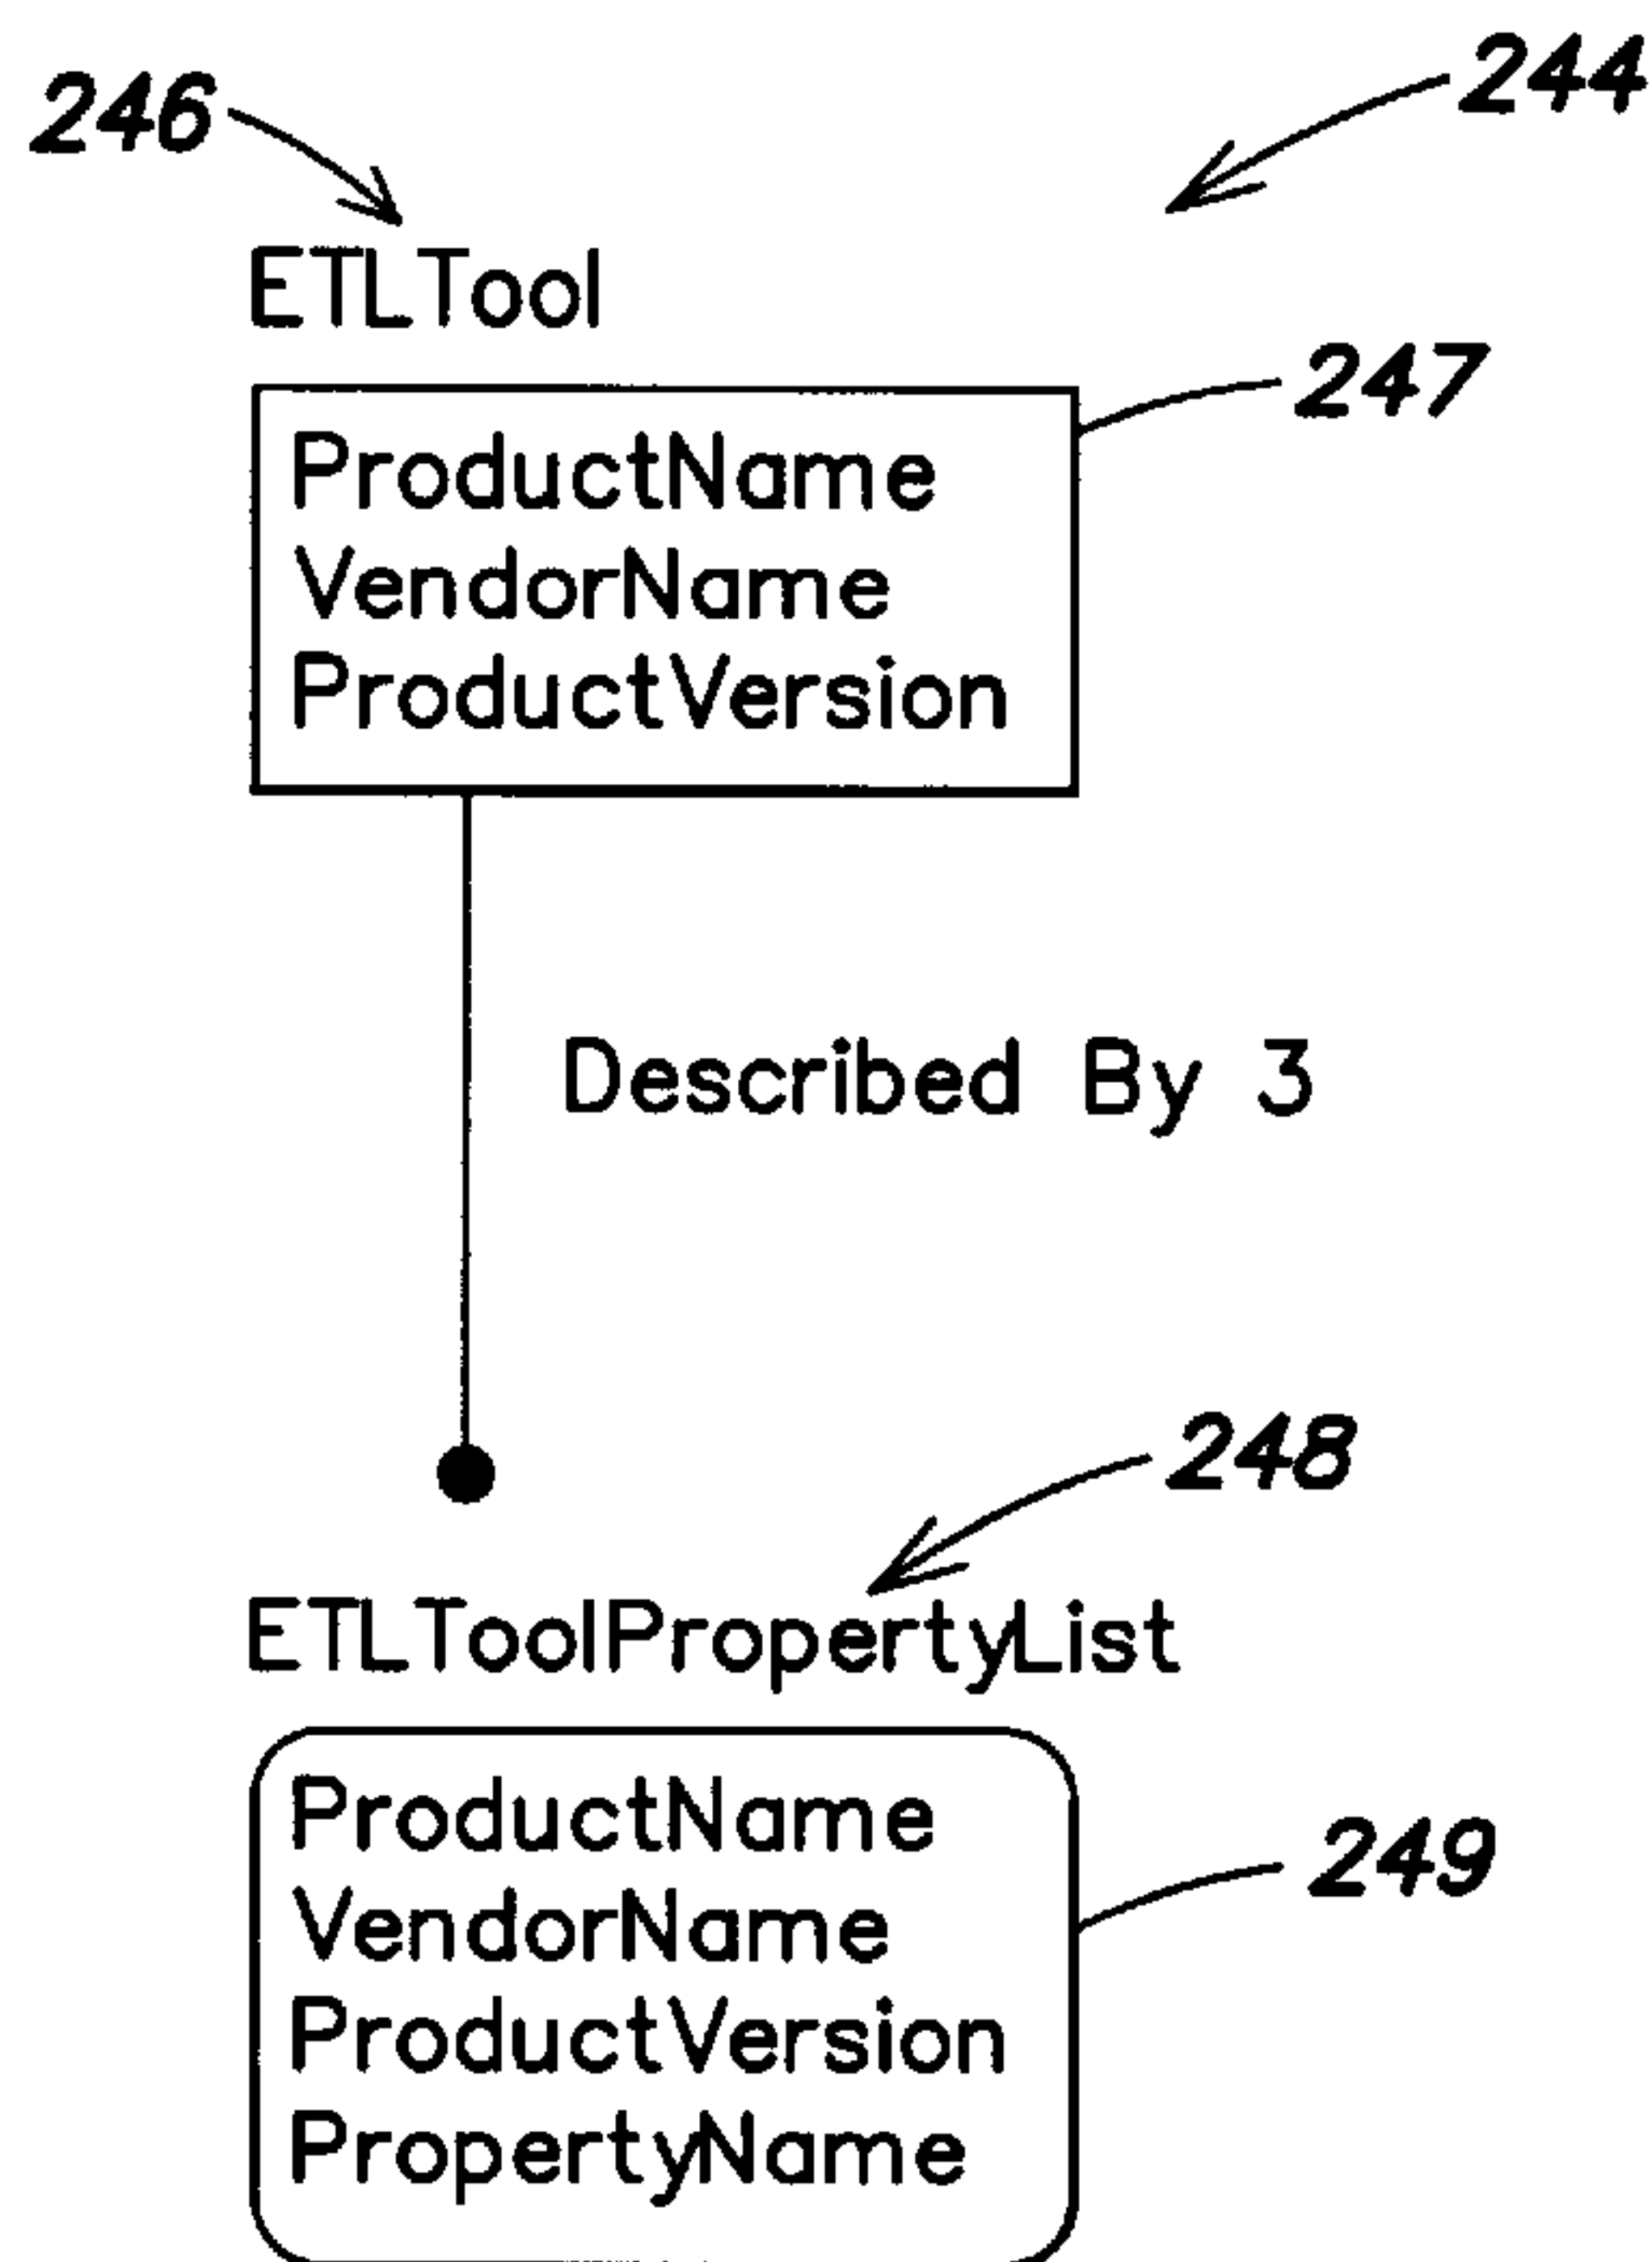 246
244
ETLTool
247
ProductName
VendorName
ProductVersion
Described By 3
248
ETLToolPropertyList
ProductName
249
VendorName
ProductVersion
PropertyName